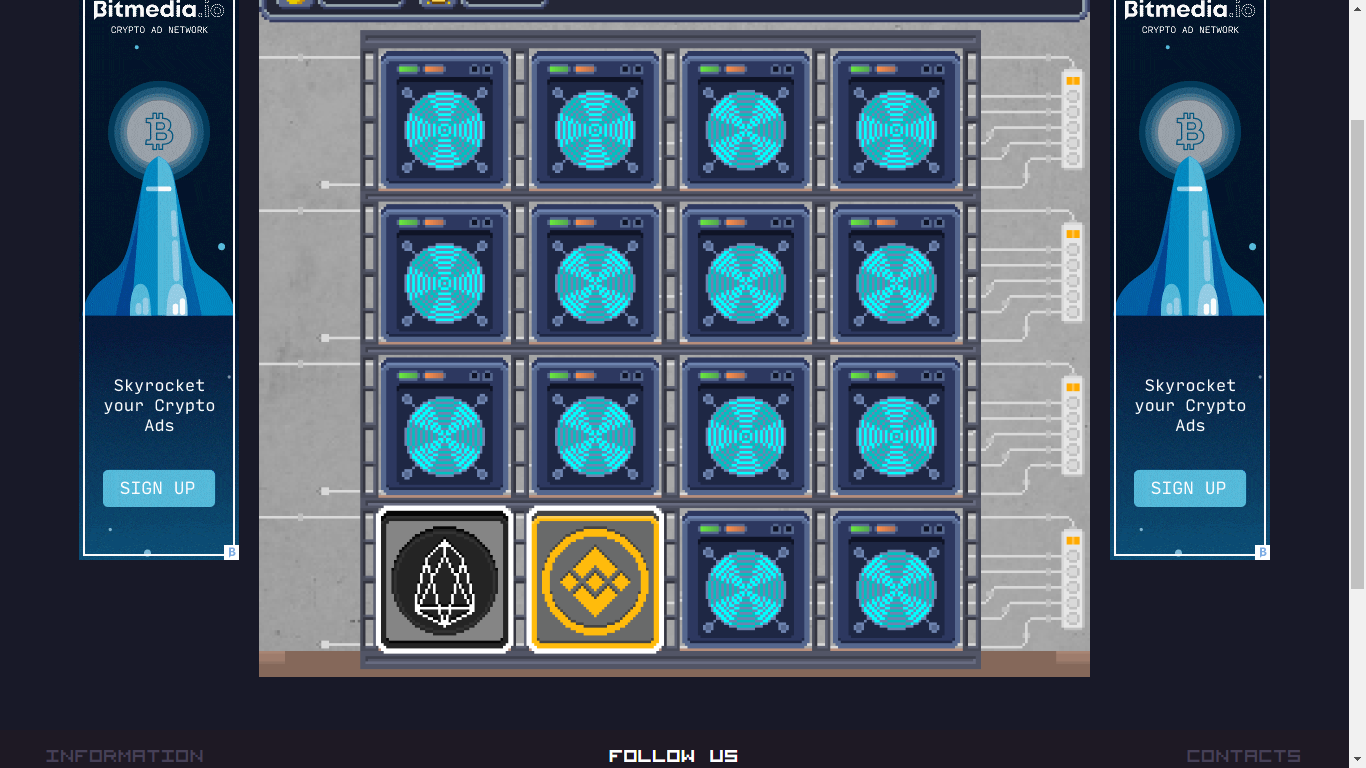 Bitmedia.io
CRYPTO AD NETWORK
Skyrocket
your Crypto
Ads
SIGN UP
Bitmedia.io
CRYPTO AD NETWORK
Skyrocket
your Crypto
Ads
SIGN UP
INFORMATION
FOLLOW US
CONTACTS